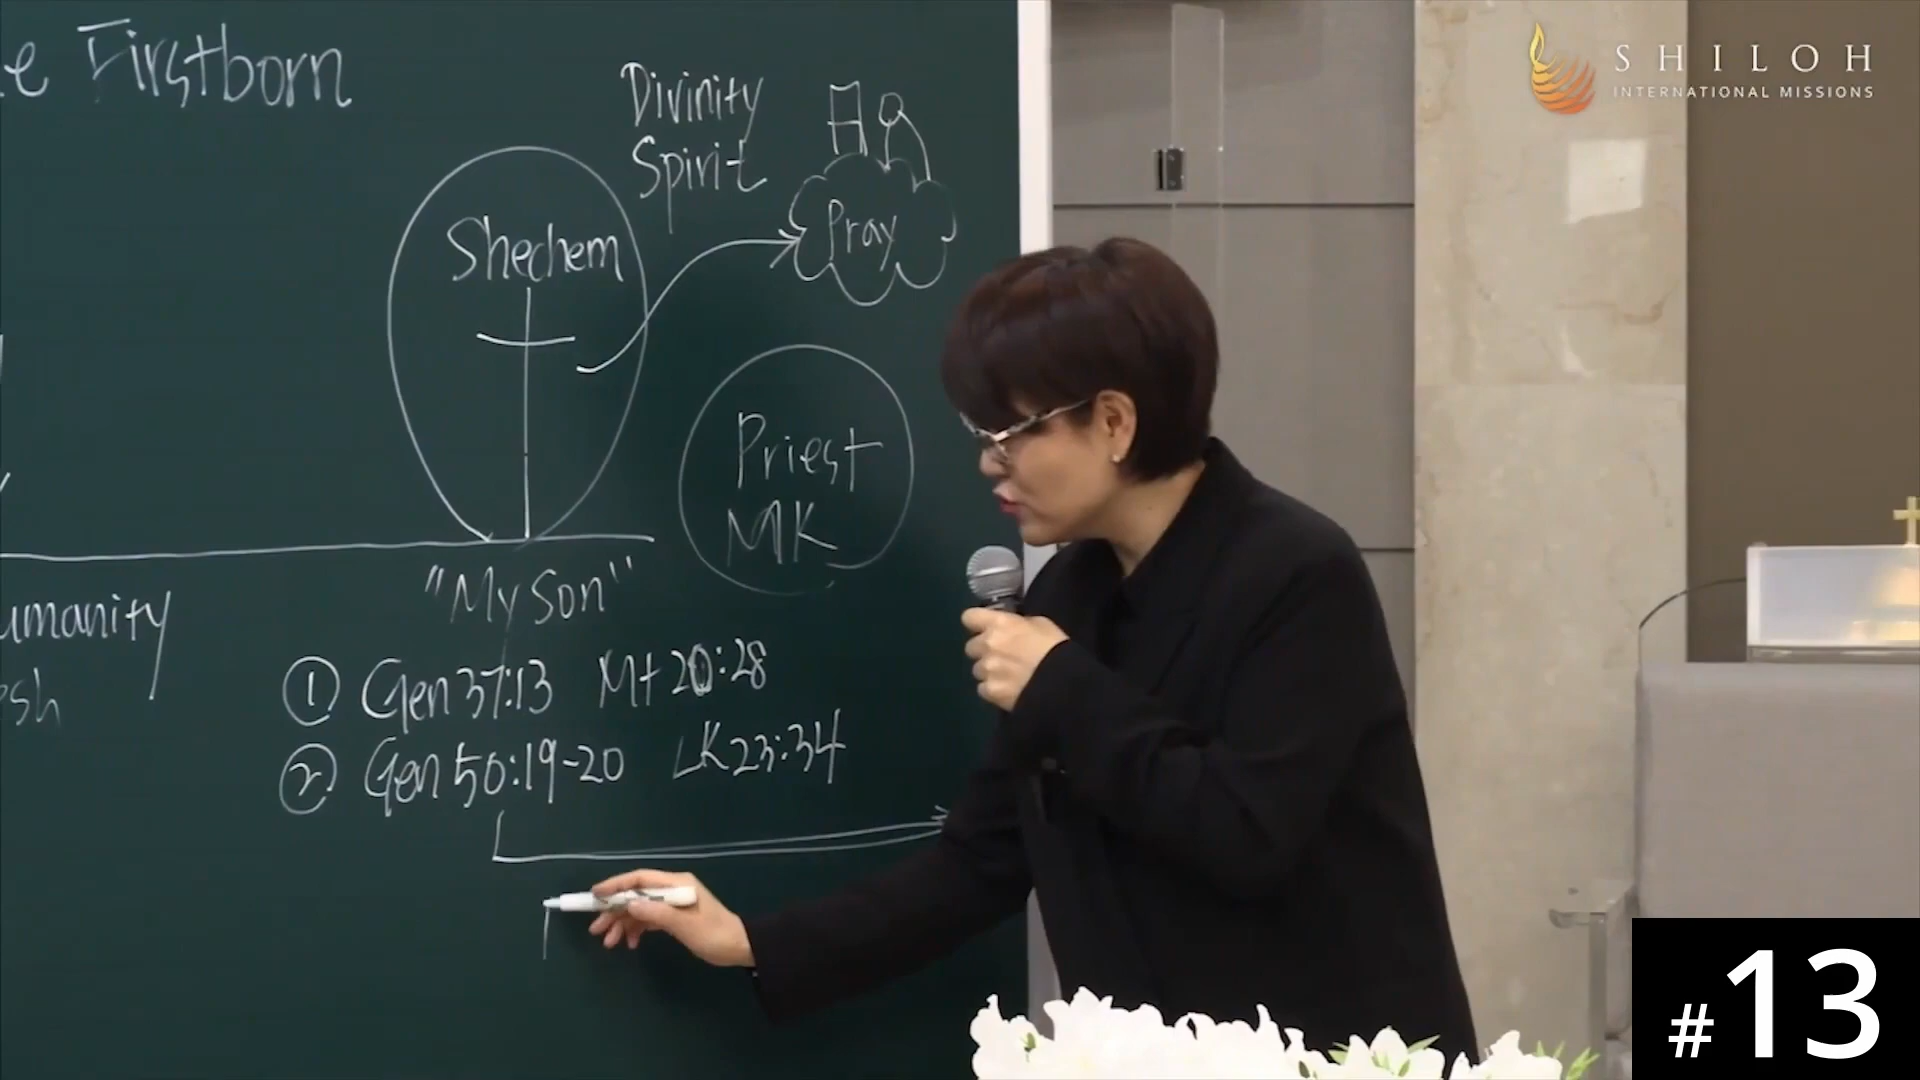 e Firstborn
Divinity
Spirit
Pray
Shechem
Priest
MK
"My Son"
umanity
esh
① Gen 37:13 Mt 20:28
② Gen 50:19-20 LK 23:34
SHILOH
INTERNATIONAL MISSIONS
#13